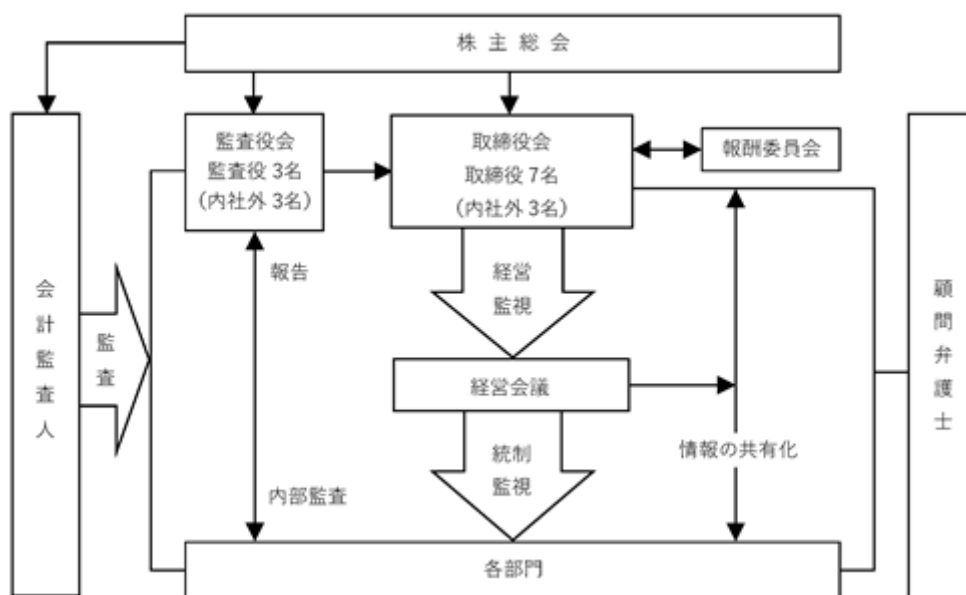 株主総会
監査役会
監査役 3名
（内社外 3名）
取締役会
取締役 7名
（内社外 3名）
報酬委員会
報告
経営
監視
会計監査人
監査
顧問弁護士
経営会議
統制
監視
情報の共有化
内部監査
各部門